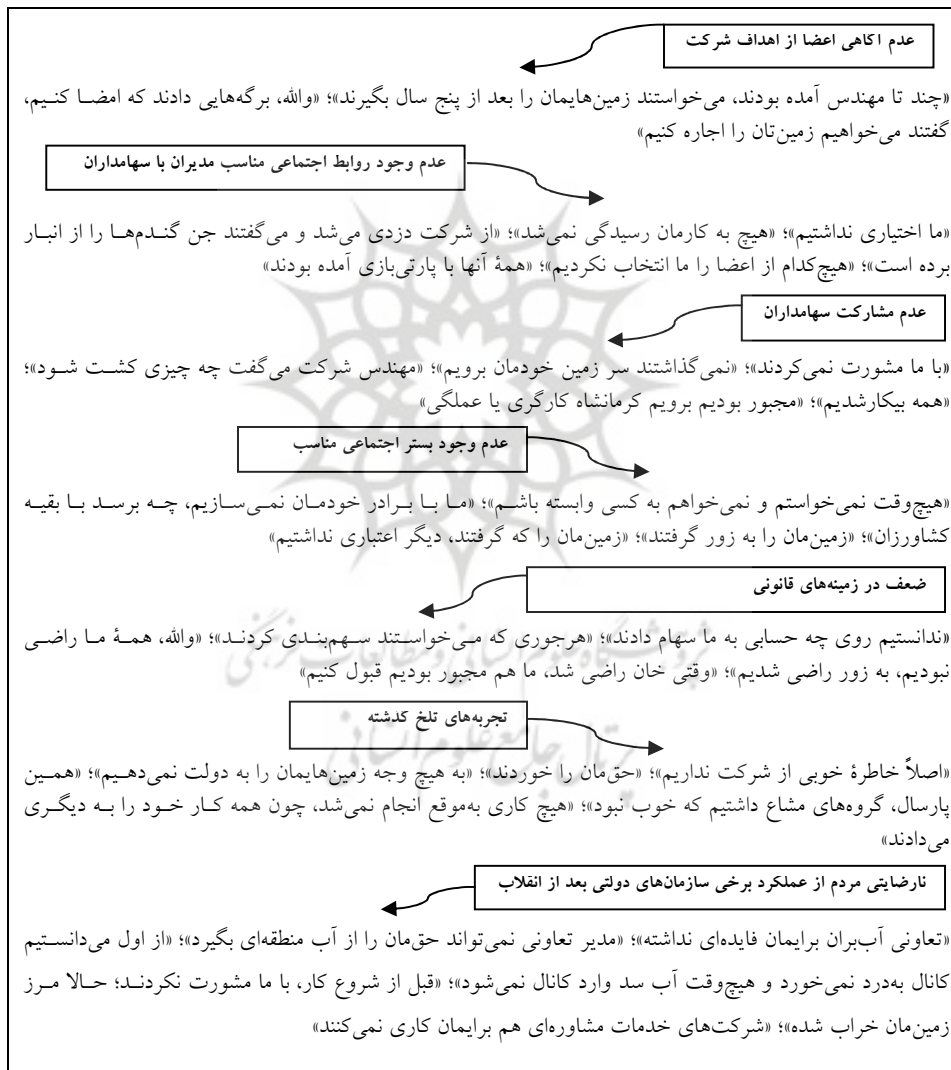 عدم آکاهی اعضا از اهداف شرکت
«چند تا مهندس آمده بودند، می‌خواستند زمین‌هایمان را بعد از پنج سال بگیرند»؛ «والله، برگه‌هایی دادند که امضا کنیم،
گفتند می‌خواهیم زمین‌تان را اجاره کنیم»
عدم وجود روابط اجتماعی مناسب مدیران با سهامداران
«ما اختیاری نداشتیم»؛ «هیچ به کارمان رسیدگی نمی‌شد»؛ «از شرکت دزدی می‌شد و می‌گفتند جن گندم‌ها را از انبار
برده است»؛ «هیچ‌کدام از اعضا را ما انتخاب نکردیم»؛ «همهٔ آنها با پارتی‌بازی آمده بودند»
عدم مشارکت سهامداران
«با ما مشورت نمی‌کردند»؛ «نمی‌گذاشتند سر زمین خودمان برویم»؛ «مهندس شرکت می‌گفت چه چیزی کشت شود»؛
«همه بیکارشدیم»؛ «مجبور بودیم برویم کرمانشاه کارگری یا عملگی»
عدم وجود بستر اجتماعی مناسب
«هیچ‌وقت نمی‌خواستم و نمی‌خواهم به کسی وابسته باشم»؛ «ما با برادر خودمان نمی‌سازیم، چه برسد با بقیه
کشاورزان»؛ «زمین‌مان را به زور گرفتند»؛ «زمین‌مان را که گرفتند، دیگر اعتباری نداشتیم»
ضعف در زمینه‌های قانونی
«ندانستیم روی چه حسابی به ما سهام دادند»؛ «هرجوری که می‌خواستند سهم‌بندی کردند»؛ «والله، همهٔ ما راضی
نبودیم، به زور راضی شدیم»؛ «وقتی خان راضی شد، ما هم مجبور بودیم قبول کنیم»
پژوهشگاه علوم انسانی و مطالعات فرهنگی
تجربه‌های تلخ کذشته
پرتال جامع علوم انسانی
«اصلاً خاطرهٔ خوبی از شرکت نداریم»؛ «حق‌مان را خوردند»؛ «به هیچ وجه زمین‌هایمان را به دولت نمی‌دهیم»؛ «همین
پارسال، گروه‌های مشاع داشتیم که خوب نبود»؛ «هیچ کاری به‌موقع انجام نمی‌شد، چون همه کار خود را به دیگری
می‌دادند»
نارضایتی مردم از عملکرد برخی سازمان‌های دولتی بعد از انقلاب
«تعاونی آب‌بران برایمان فایده‌ای نداشته»؛ «مدیر تعاونی نمی‌تواند حق‌مان را از آب منطقه‌ای بگیرد»؛ «از اول می‌دانستیم
کانال به‌درد نمی‌خورد و هیچ‌وقت آب سد وارد کانال نمی‌شود»؛ «قبل از شروع کار، با ما مشورت نکردند؛ حالا مرز
زمین‌مان خراب شده»؛ «شرکت‌های خدمات مشاوره‌ای هم برایمان کاری نمی‌کنند»